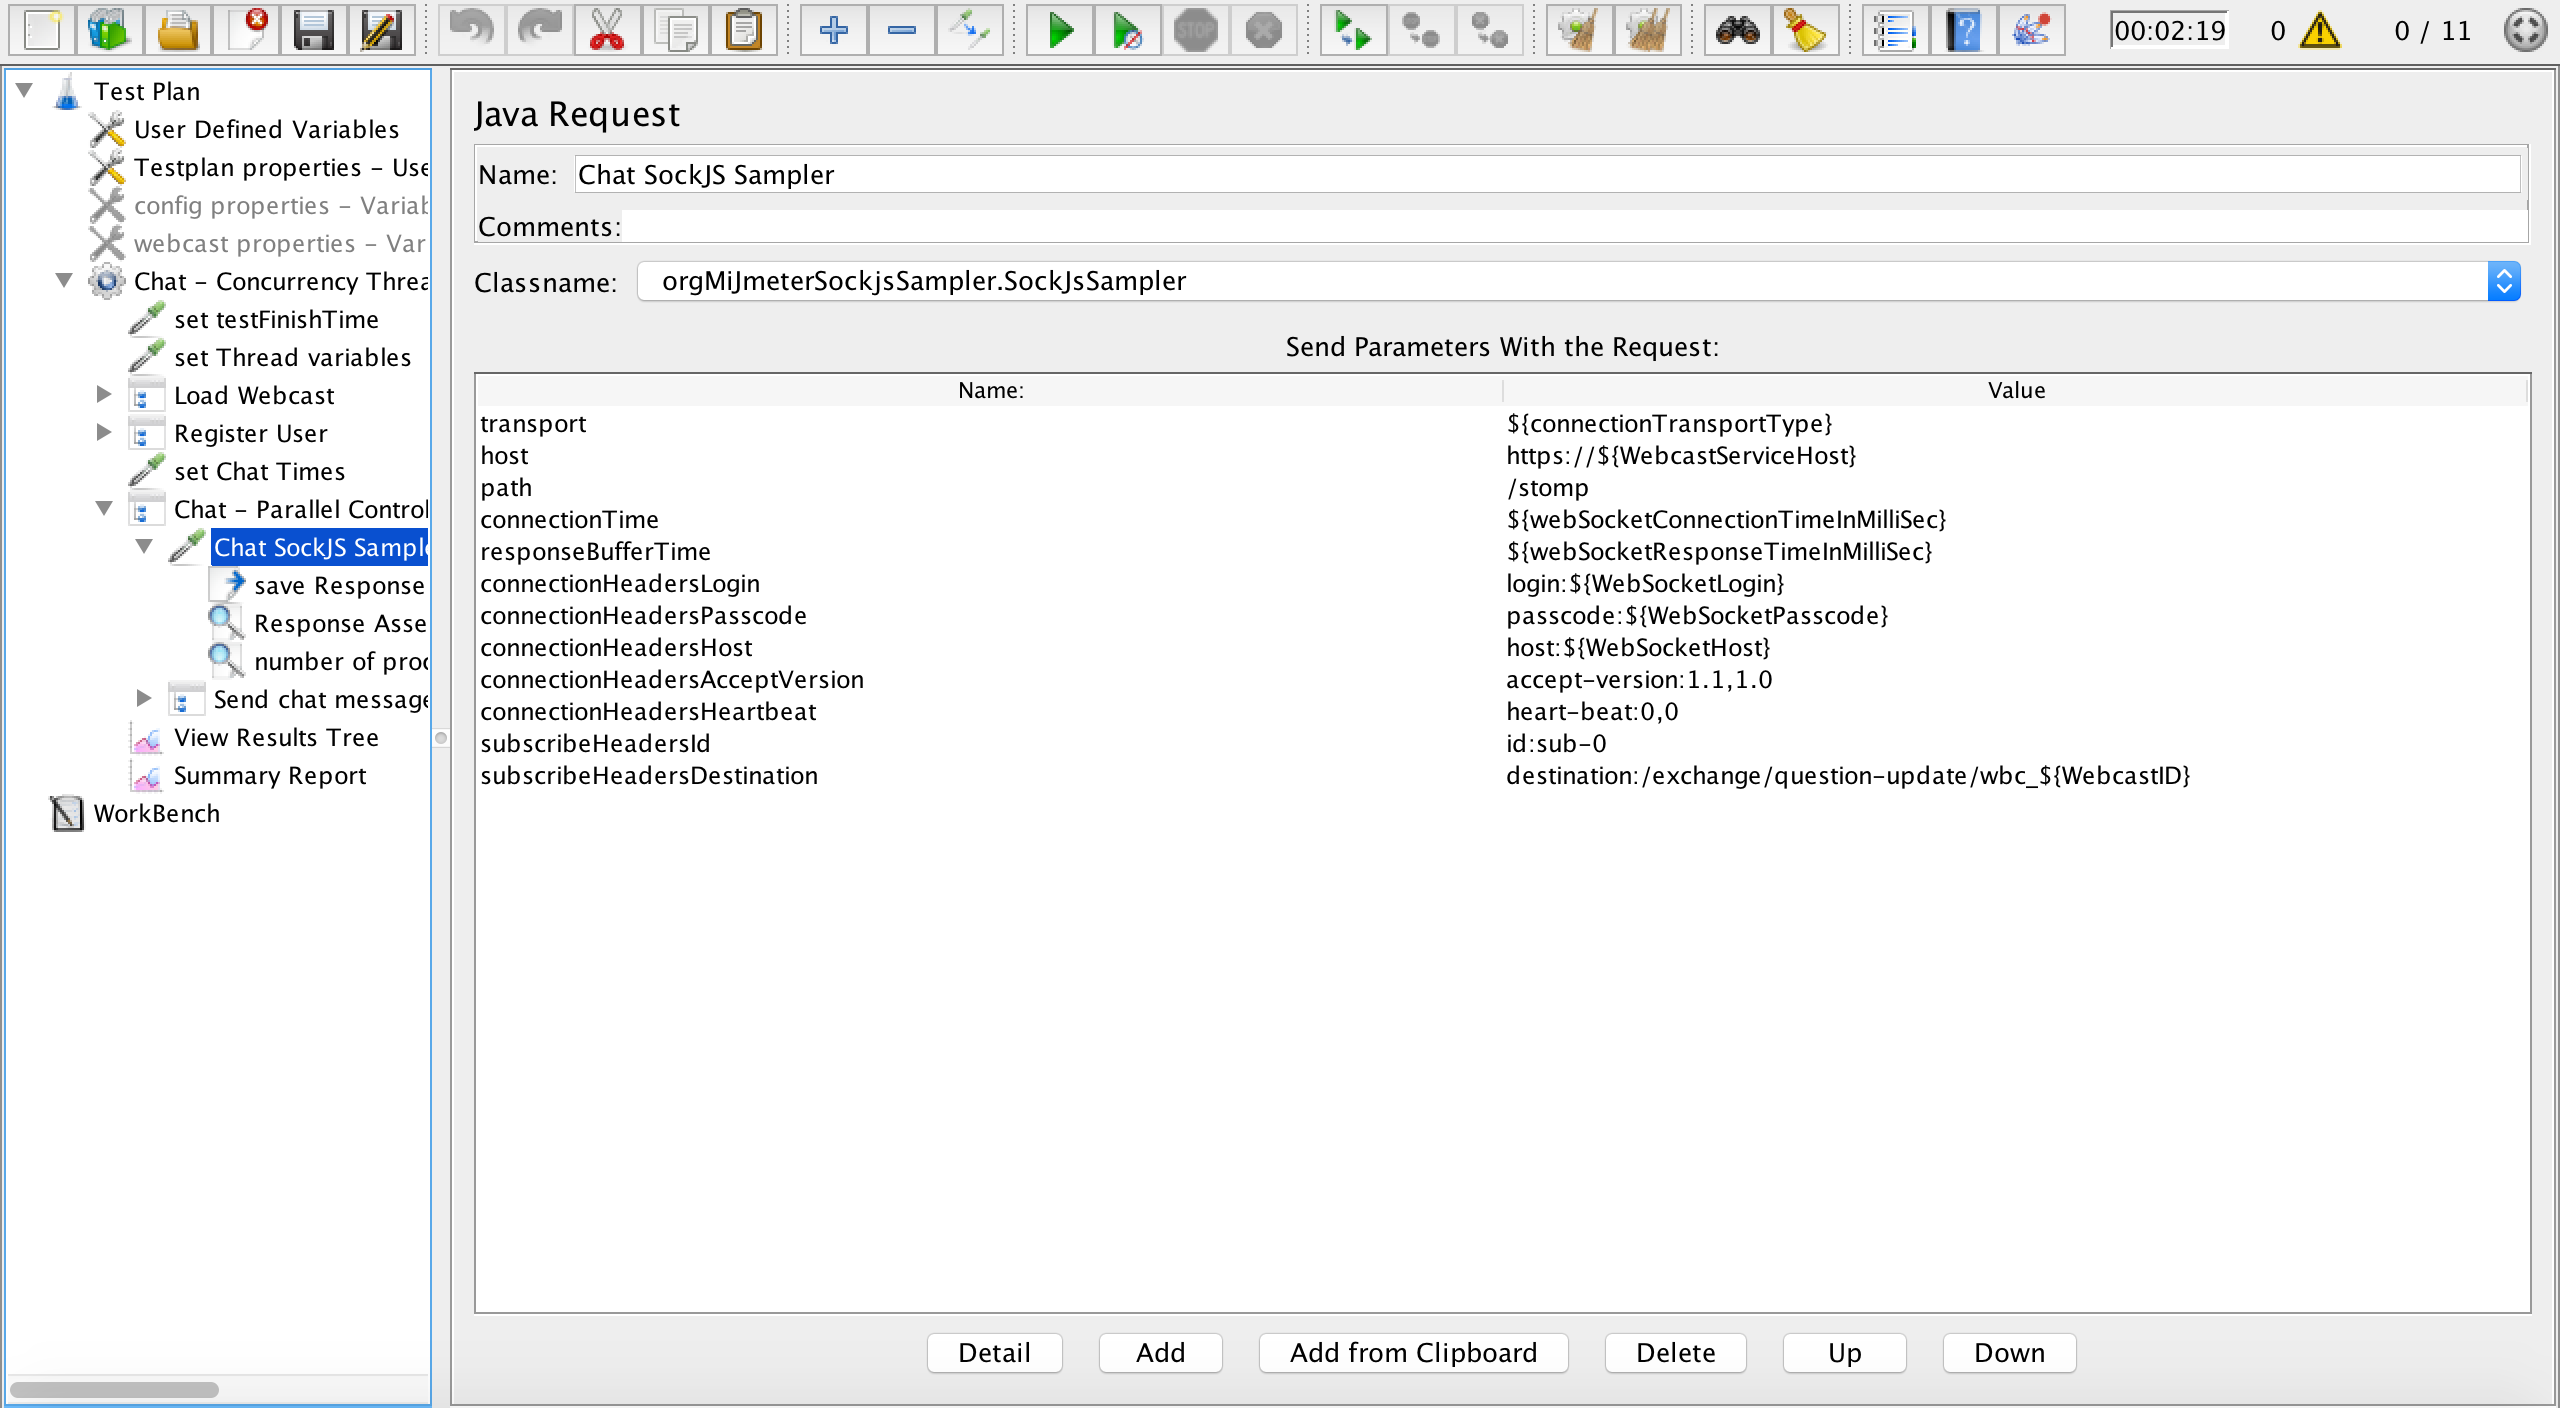 STOP
00:02:19
0
0 / 11
Test Plan
User Defined Variables
Testplan properties – Use
config properties – Variab
webcast properties – Var
Chat – Concurrency Threa
set testFinishTime
set Thread variables
Load Webcast
Register User
set Chat Times
Chat – Parallel Control
Chat SockJS Sample
save Response
Response Asse
number of proc
Send chat message
View Results Tree
Summary Report
WorkBench
Java Request
Name: Chat SockJS Sampler
Comments:
Classname: orgMiJmeterSockjsSampler.SockJsSampler
Send Parameters With the Request:
Name: Value
transport ${connectionTransportType}
host https://${WebcastServiceHost}
path /stomp
connectionTime ${webSocketConnectionTimeInMilliSec}
responseBufferTime ${webSocketResponseTimeInMilliSec}
connectionHeadersLogin login:${WebSocketLogin}
connectionHeadersPasscode passcode:${WebSocketPasscode}
connectionHeadersHost host:${WebSocketHost}
connectionHeadersAcceptVersion accept-version:1.1,1.0
connectionHeadersHeartbeat heart-beat:0,0
subscribeHeadersId id:sub-0
subscribeHeadersDestination destination:/exchange/question-update/wbc_${WebcastID}
Detail Add Add from Clipboard Delete Up Down